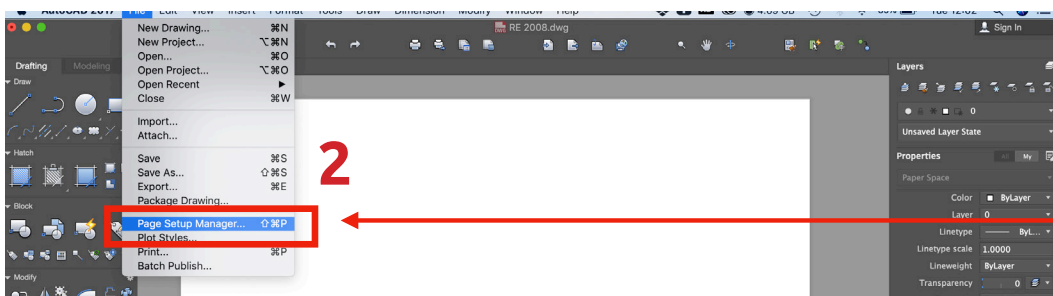 AutoCAD 2017 File Edit View Insert Format Tools Draw Dimension Modify Window Help 4.09 GB Tue 12:02
RE 2008.dwg
Sign In
Drafting Modeling
Draw
Hatch
Block
Modify
New Drawing... ⌘N
New Project... ⌥⌘N
Open... ⌘O
Open Project... ⌥⌘O
Open Recent ▶
Close ⌘W
Import...
Attach...
Save ⌘S
Save As... ⇧⌘S
Export... ⌘E
Package Drawing...
Page Setup Manager... ⇧⌘P
Plot Styles...
Print... ⌘P
Batch Publish...
2
Layers
0
Unsaved Layer State
Properties All My
Paper Space
Color ByLayer
Layer 0
Linetype ByL...
Linetype scale 1.0000
Lineweight ByLayer
Transparency 0